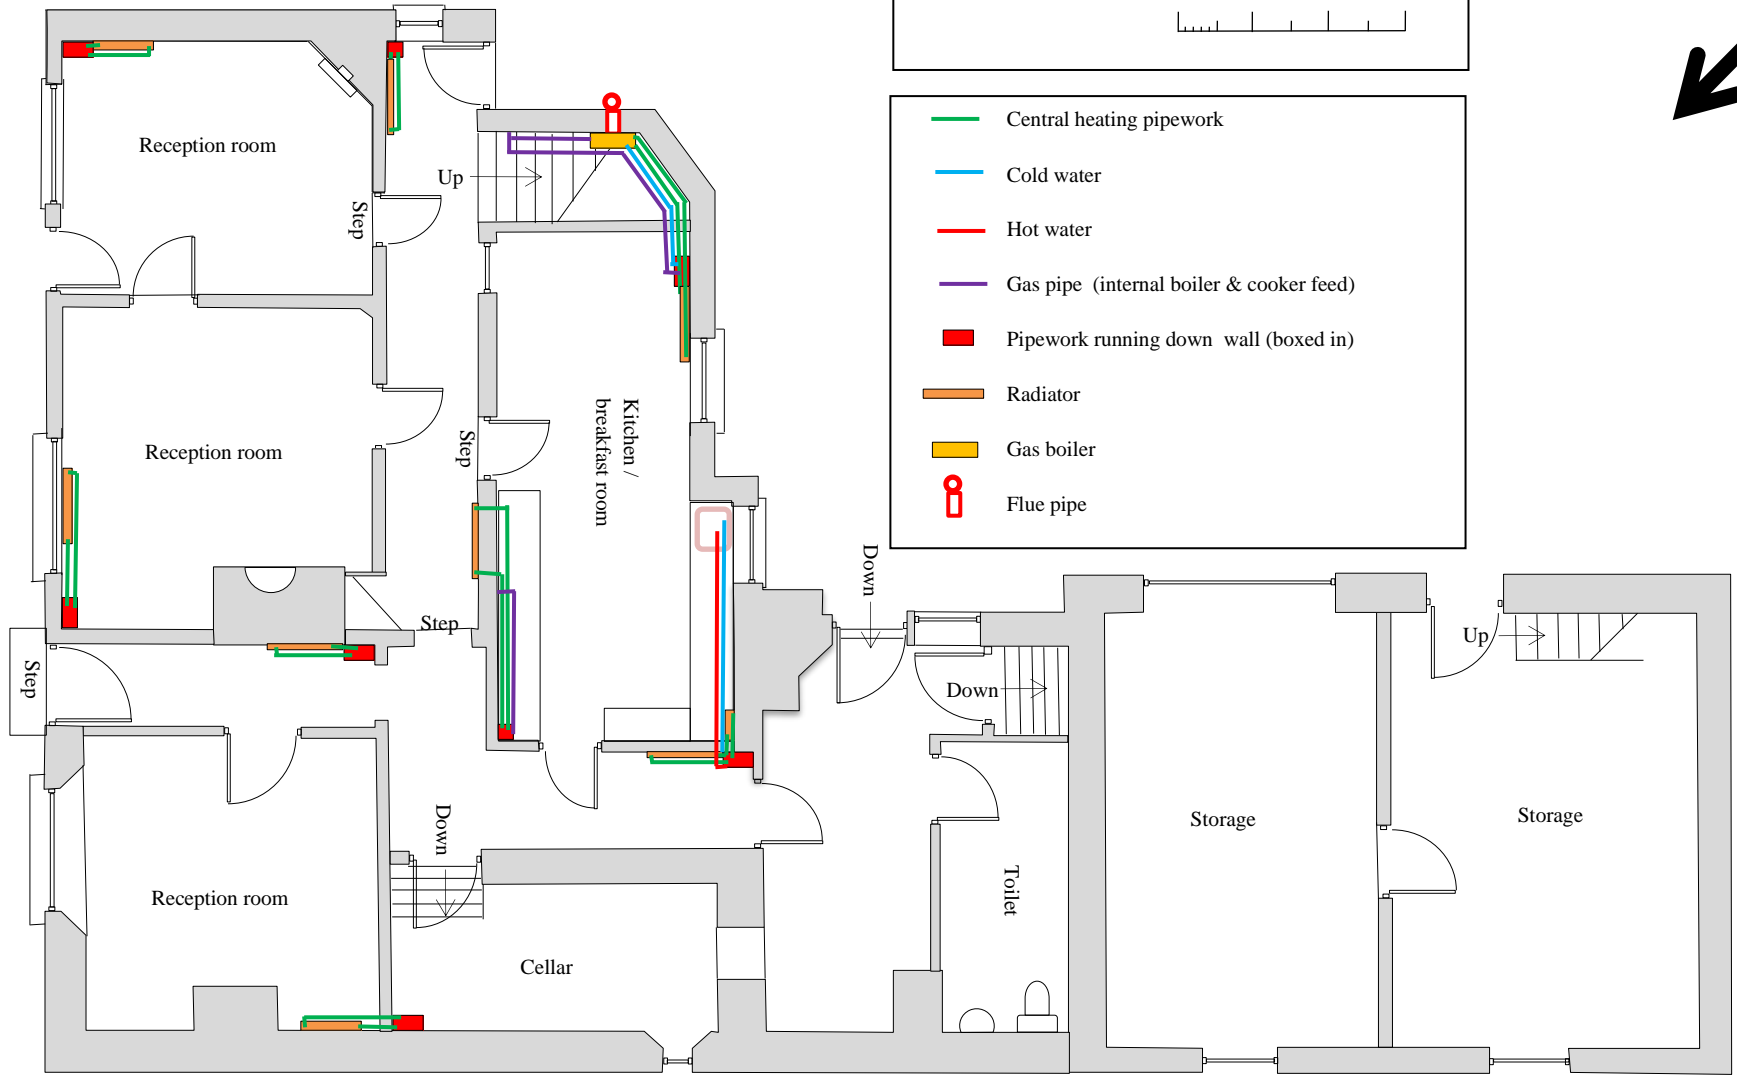 Central heating pipework
Cold water
Hot water
Gas pipe  (internal boiler & cooker feed)
Pipework running down  wall (boxed in)
Radiator
Gas boiler
Flue pipe
Reception room
Up
Step
Reception room
Step
Kitchen /
breakfast room
Down
Step
Step
Up
Down
Down
Storage
Storage
Reception room
Toilet
Cellar